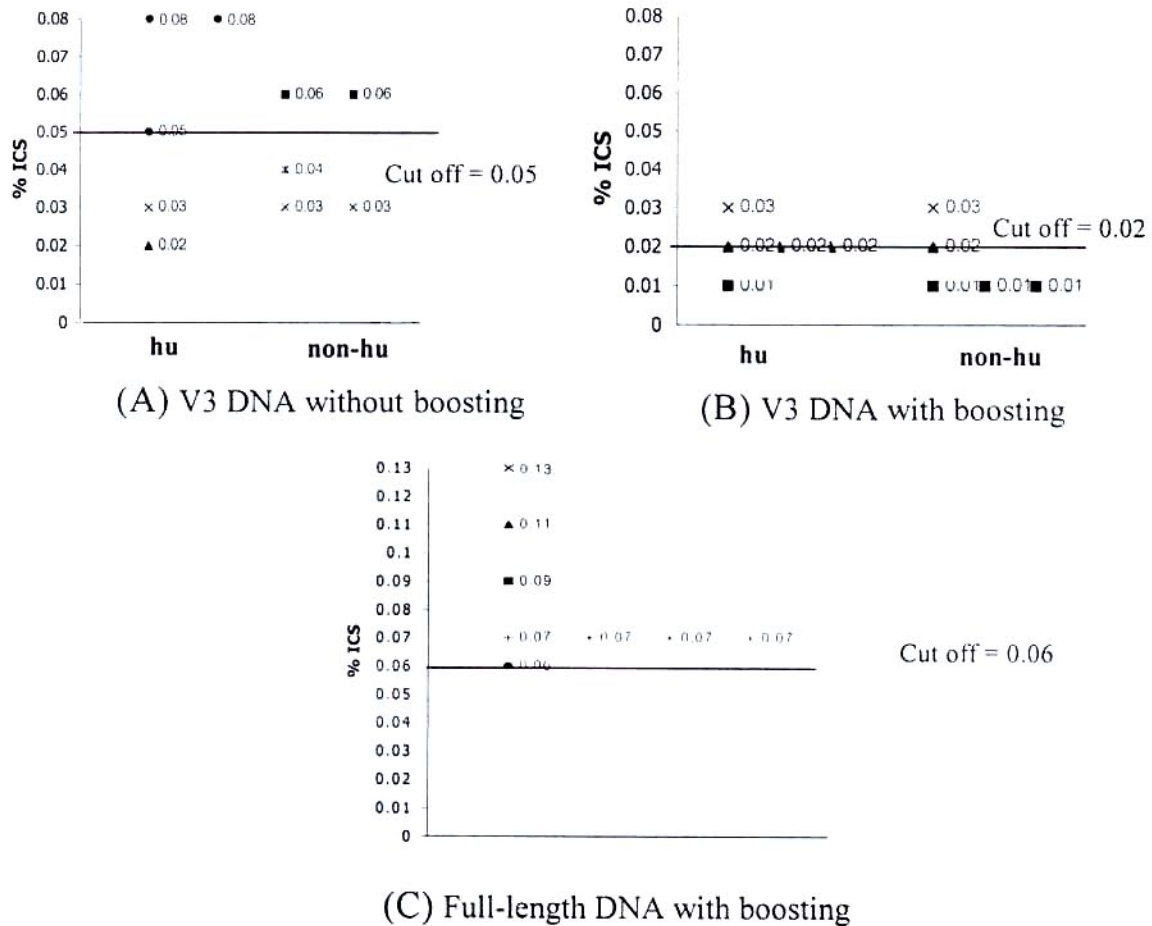 0.08
0.07
0.06
0.05
0.04
0.03
0.02
0.01
0
% ICS
0.08 0.08
0.06 0.06
0.05
0.04
0.03 0.03 0.03
0.02
Cut off = 0.05
hu non-hu
(A) V3 DNA without boosting
0.08
0.07
0.06
0.05
0.04
0.03
0.02
0.01
0
% ICS
0.03 0.03
0.02 0.02 0.02 0.02
0.01 0.01 0.01 0.01
Cut off = 0.02
hu non-hu
(B) V3 DNA with boosting
0.13
0.12
0.11
0.1
0.09
0.08
0.07
0.06
0.05
0.04
0.03
0.02
0.01
0
% ICS
0.13
0.11
0.09
0.07 0.07 0.07 0.07
0.06
Cut off = 0.06
(C) Full-length DNA with boosting